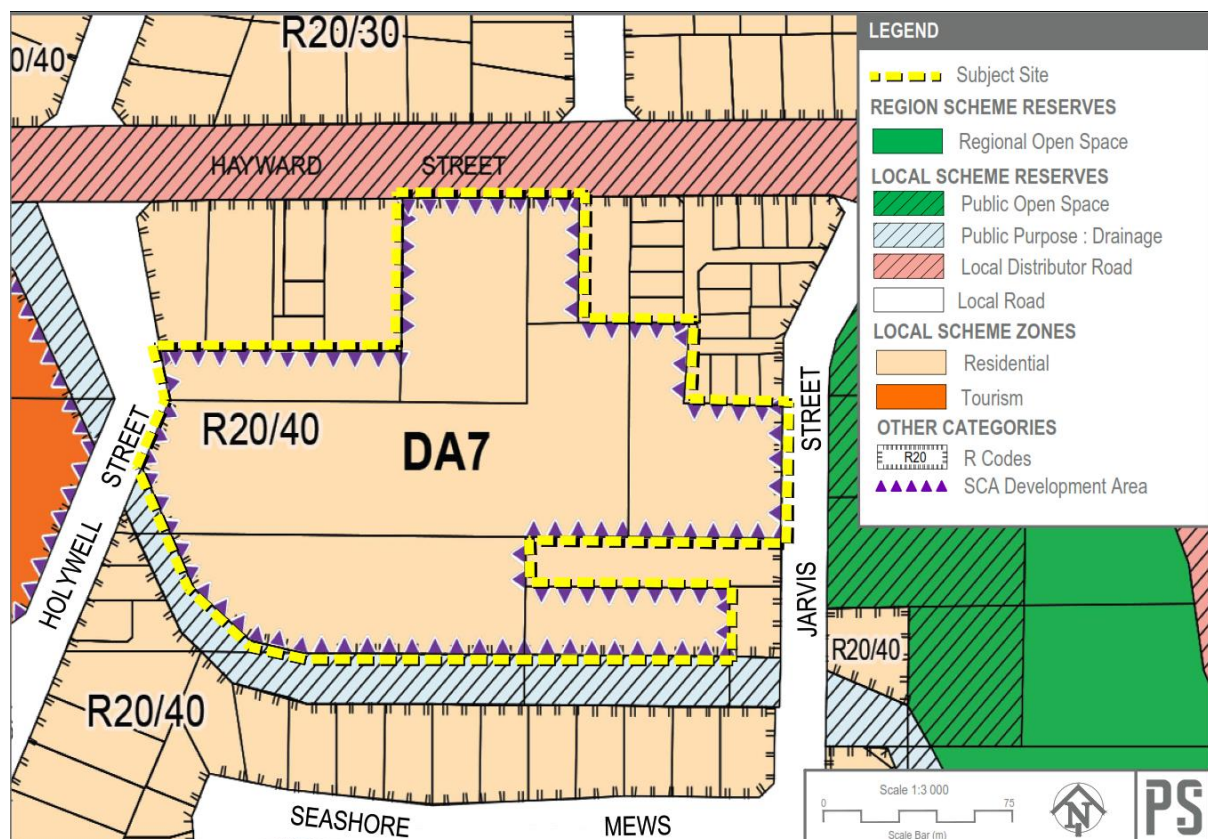 R20/30
0/40
HAYWARD STREET
R20/40
DA7
HOLYWELL STREET
JARVIS STREET
R20/40
R20/40
SEASHORE MEWS
LEGEND
Subject Site
REGION SCHEME RESERVES
Regional Open Space
LOCAL SCHEME RESERVES
Public Open Space
Public Purpose : Drainage
Local Distributor Road
Local Road
LOCAL SCHEME ZONES
Residential
Tourism
OTHER CATEGORIES
R20 R Codes
SCA Development Area
Scale 1:3 000
0 75
Scale Bar (m)
N
PS